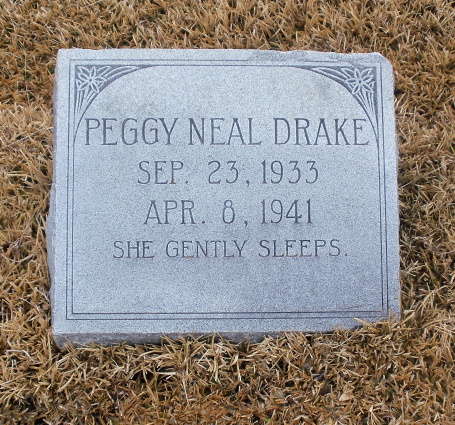 PEGGY NEAL DRAKE
SEP. 23, 1933
APR. 8, 1941
SHE GENTLY SLEEPS.